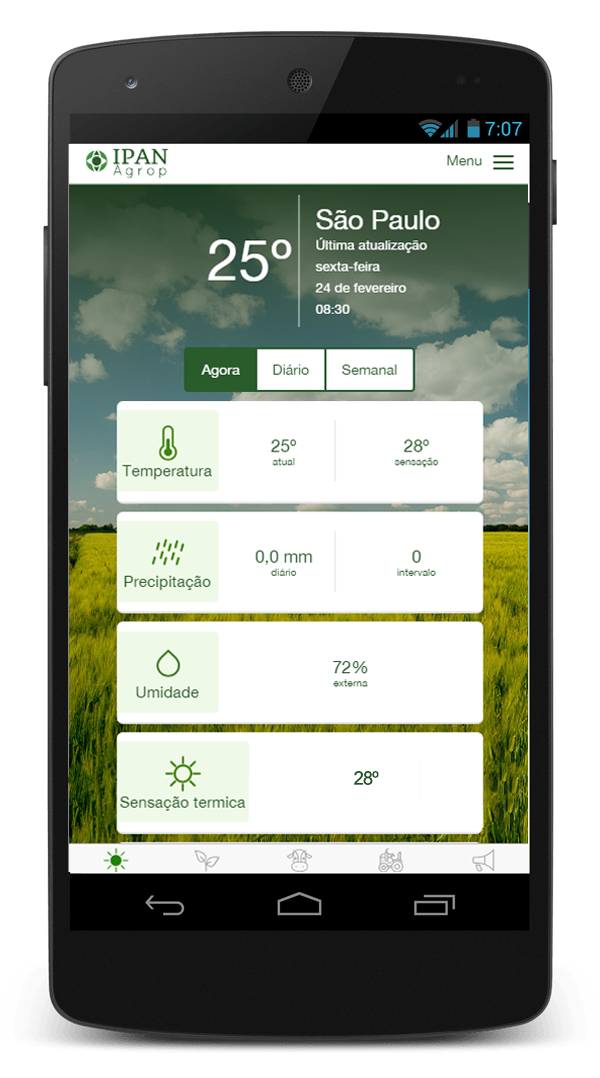 7:07
IPAN
Agrop
Menu
25º
São Paulo
Última atualização
sexta-feira
24 de fevereiro
08:30
Agora
Diário
Semanal
Temperatura
25º
atual
28º
sensação
Precipitação
0,0 mm
diário
0
intervalo
Umidade
72%
externa
Sensação termica
28º